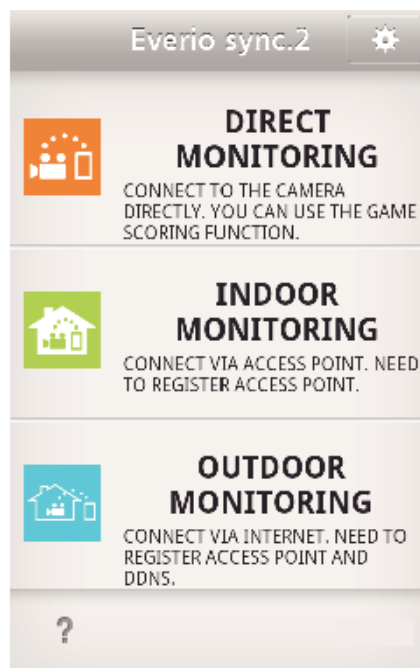 Everio sync.2
DIRECT
MONITORING
CONNECT TO THE CAMERA
DIRECTLY. YOU CAN USE THE GAME
SCORING FUNCTION.
INDOOR
MONITORING
CONNECT VIA ACCESS POINT. NEED
TO REGISTER ACCESS POINT.
OUTDOOR
MONITORING
CONNECT VIA INTERNET. NEED TO
REGISTER ACCESS POINT AND
DDNS.
?